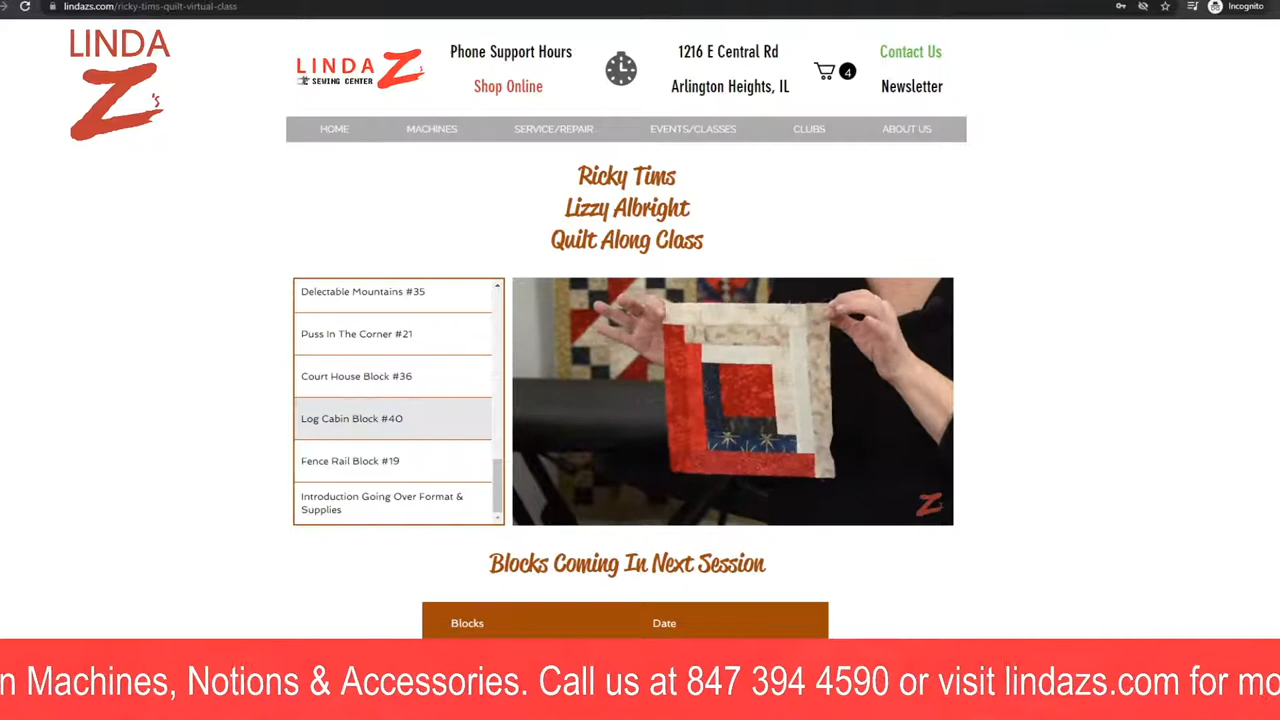 lindazs.com/ricky-tims-quilt-virtual-class
Incognito
LINDA
Z's
LINDA Z's
SEWING CENTER
Phone Support Hours
Shop Online
1216 E Central Rd
Arlington Heights, IL
4
Contact Us
Newsletter
HOME MACHINES SERVICE/REPAIR EVENTS/CLASSES CLUBS ABOUT US
Ricky Tims
Lizzy Albright
Quilt Along Class
Delectable Mountains #35
Puss In The Corner #21
Court House Block #36
Log Cabin Block #40
Fence Rail Block #19
Introduction Going Over Format &
Supplies
Z's
Blocks Coming In Next Session
Blocks Date
n Machines, Notions & Accessories. Call us at 847 394 4590 or visit lindazs.com for mo